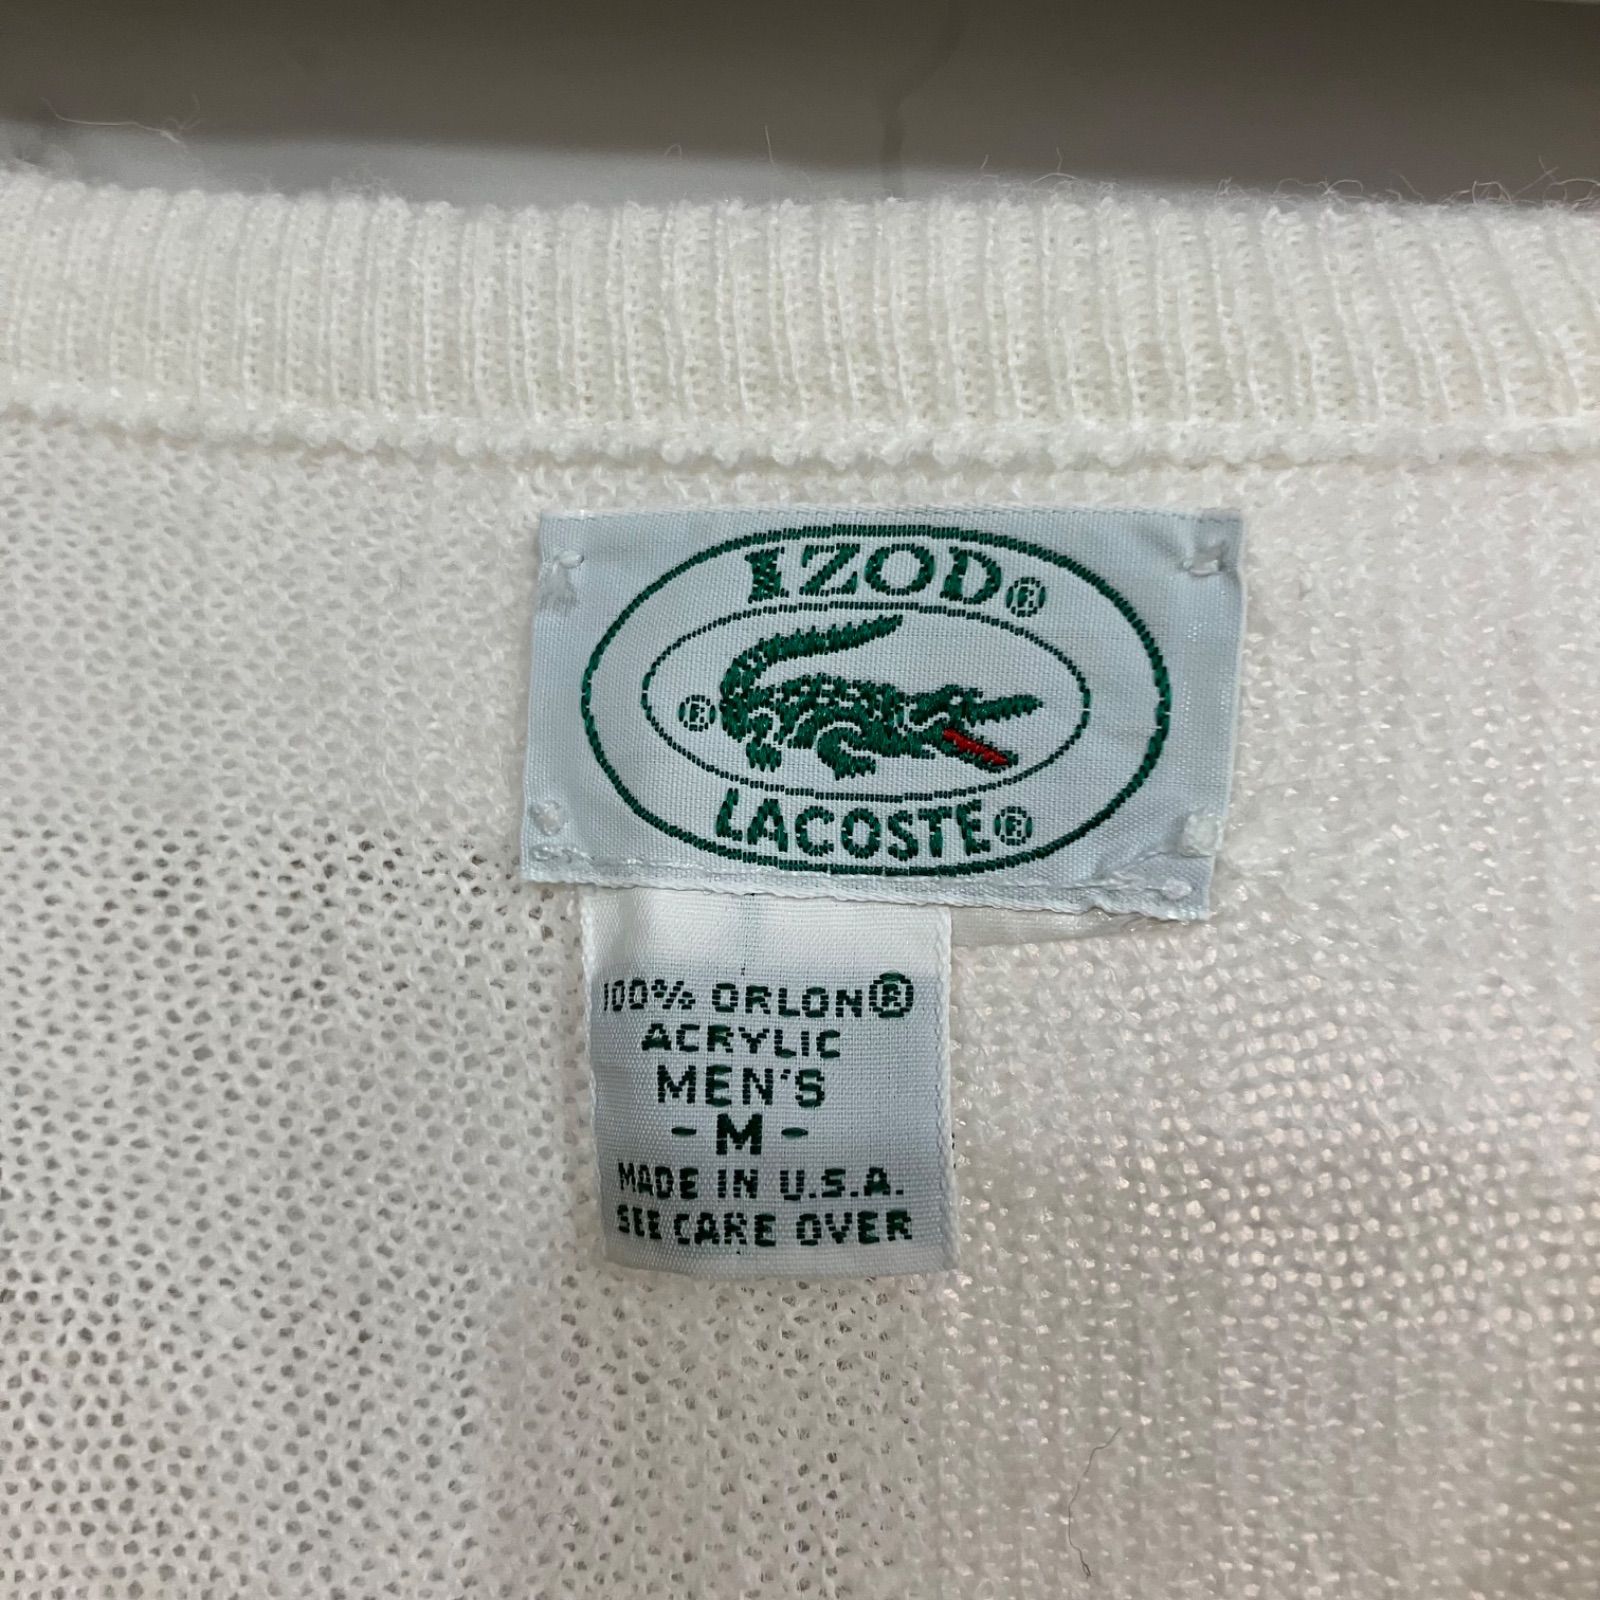 IZOD®
®
LACOSTE®
100% ORLON®
ACRYLIC
MEN'S
- M -
MADE IN U.S.A.
SEE CARE OVER